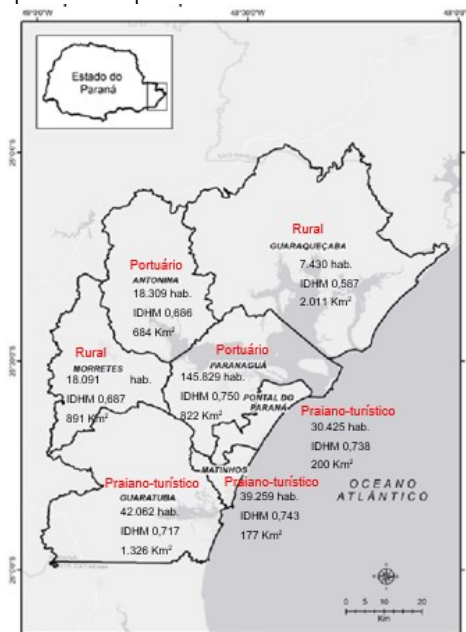 48°30'0"W
Estado do
Paraná
Rural
GUARAQUEÇABA
7.430 hab.
IDHM 0,587
2.011 Km²
Portuário
ANTONINA
18.309 hab.
IDHM 0,686
684 Km²
Rural
MORRETES
18.091 hab.
IDHM 0,687
891 Km²
Portuário
PARANAGUÁ
145.829 hab.
IDHM 0,750
822 Km²
PONTAL DO
PARANÁ
Praiano-turístico
30.425 hab.
IDHM 0,738
200 Km²
MATINHOS
Praiano-turístico
39.259 hab.
IDHM 0,743
177 Km²
Praiano-turístico
GUARATUBA
42.062 hab.
IDHM 0,717
1.326 Km²
OCEANO
ATLÂNTICO
0 5 10 20
Km